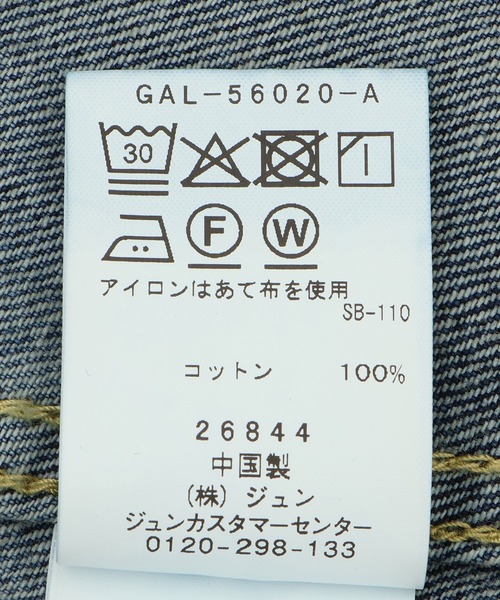 GAL-56020-A
30
F W
アイロンはあて布を使用
SB-110
コットン 100%
26844
中国製
(株) ジュン
ジュンカスタマーセンター
0120-298-133